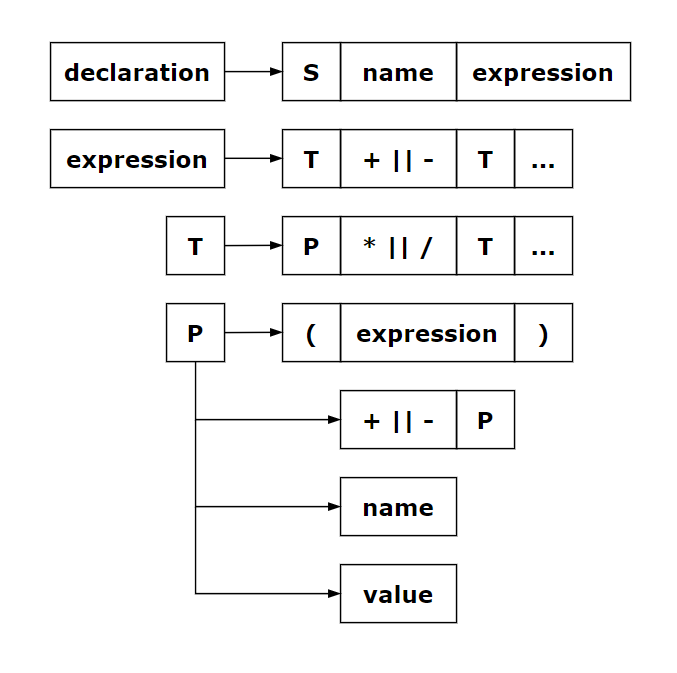 declaration S name expression
expression T + || - T ...
T P * || / T ...
P ( expression )
+ || - P
name
value